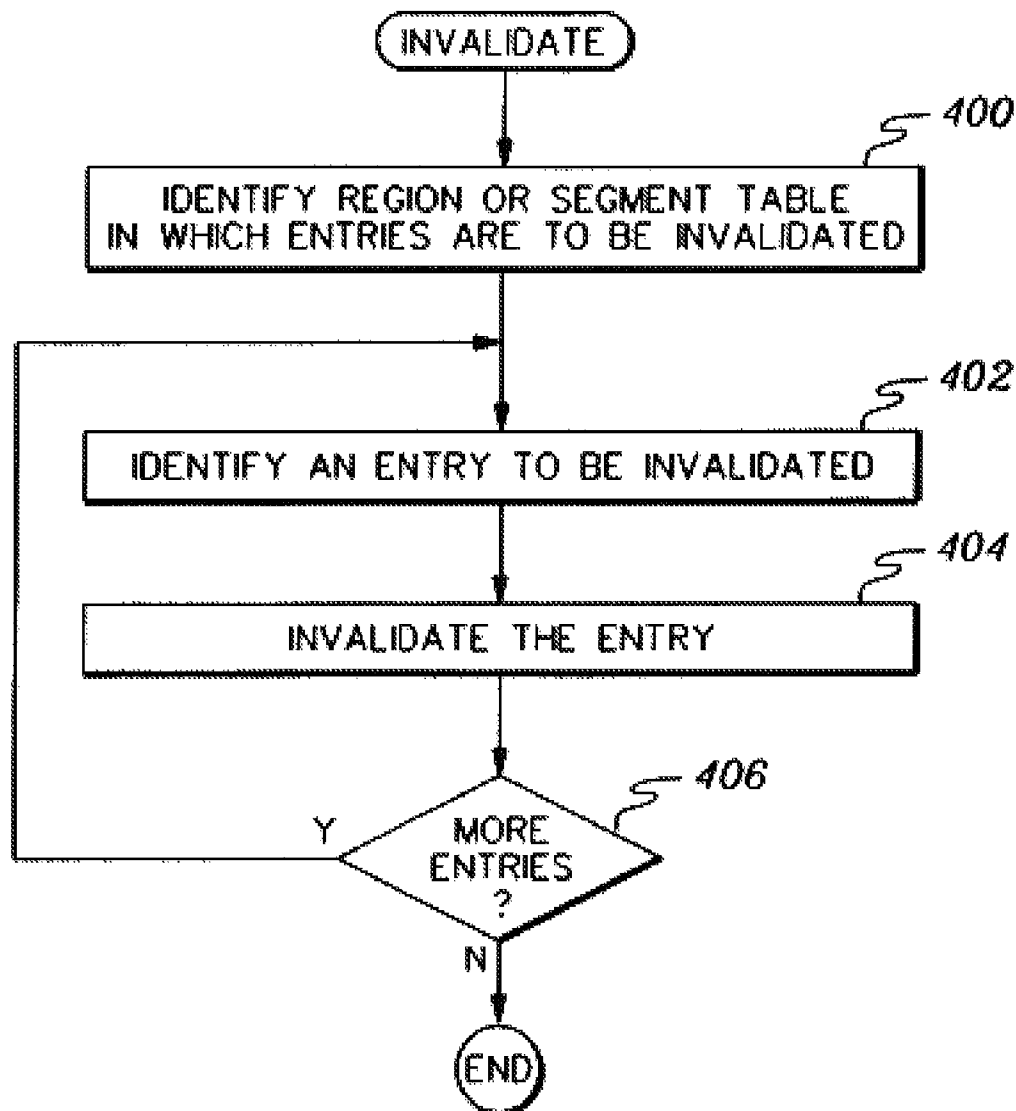 INVALIDATE
400
IDENTIFY REGION OR SEGMENT TABLE
IN WHICH ENTRIES ARE TO BE INVALIDATED
402
IDENTIFY AN ENTRY TO BE INVALIDATED
404
INVALIDATE THE ENTRY
406
Y
MORE
ENTRIES
?
N
END